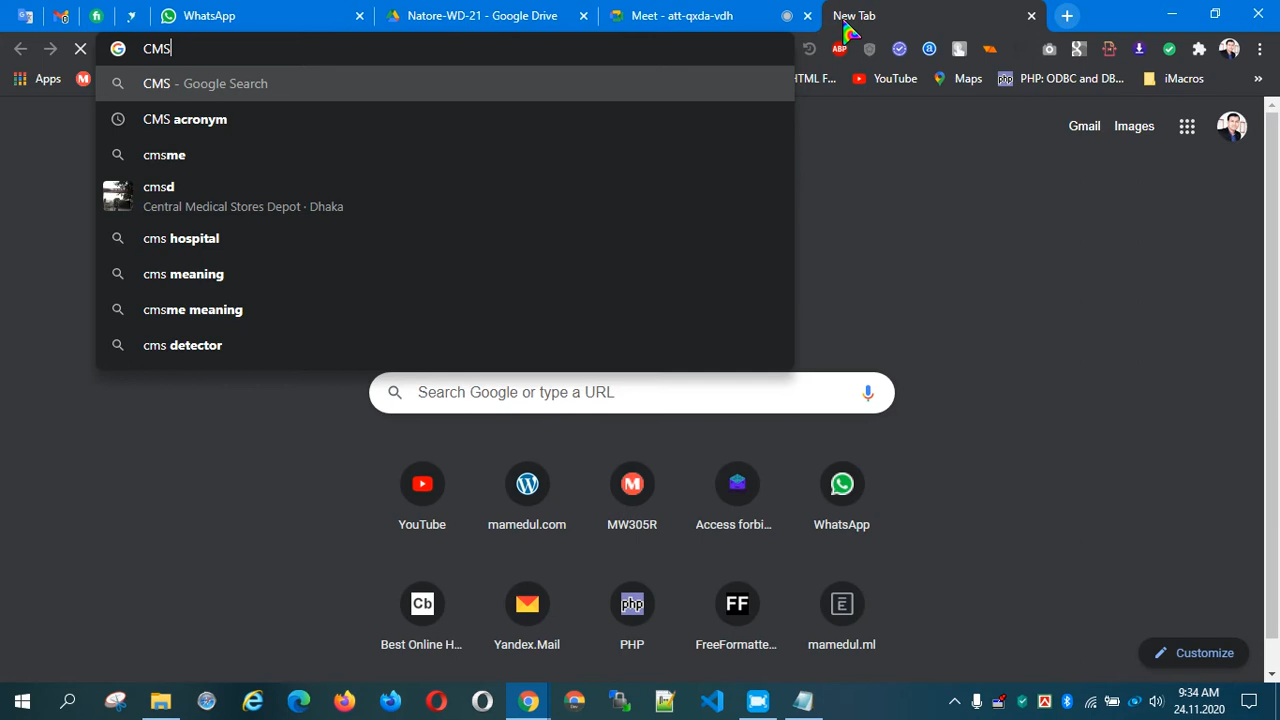 WhatsApp
Natore-WD-21 - Google Drive
Meet - att-qxda-vdh
New Tab
CMS
ABP
Apps
HTML F...
YouTube
Maps
PHP: ODBC and DB...
iMacros
»
CMS - Google Search
CMS acronym
cmsme
cmsd
Central Medical Stores Depot · Dhaka
cms hospital
cms meaning
cmsme meaning
cms detector
Gmail
Images
Search Google or type a URL
YouTube
mamedul.com
MW305R
Access forbi...
WhatsApp
Cb
php
FF
Best Online H...
Yandex.Mail
PHP
FreeFormatte...
mamedul.ml
Customize
9:34 AM
24.11.2020